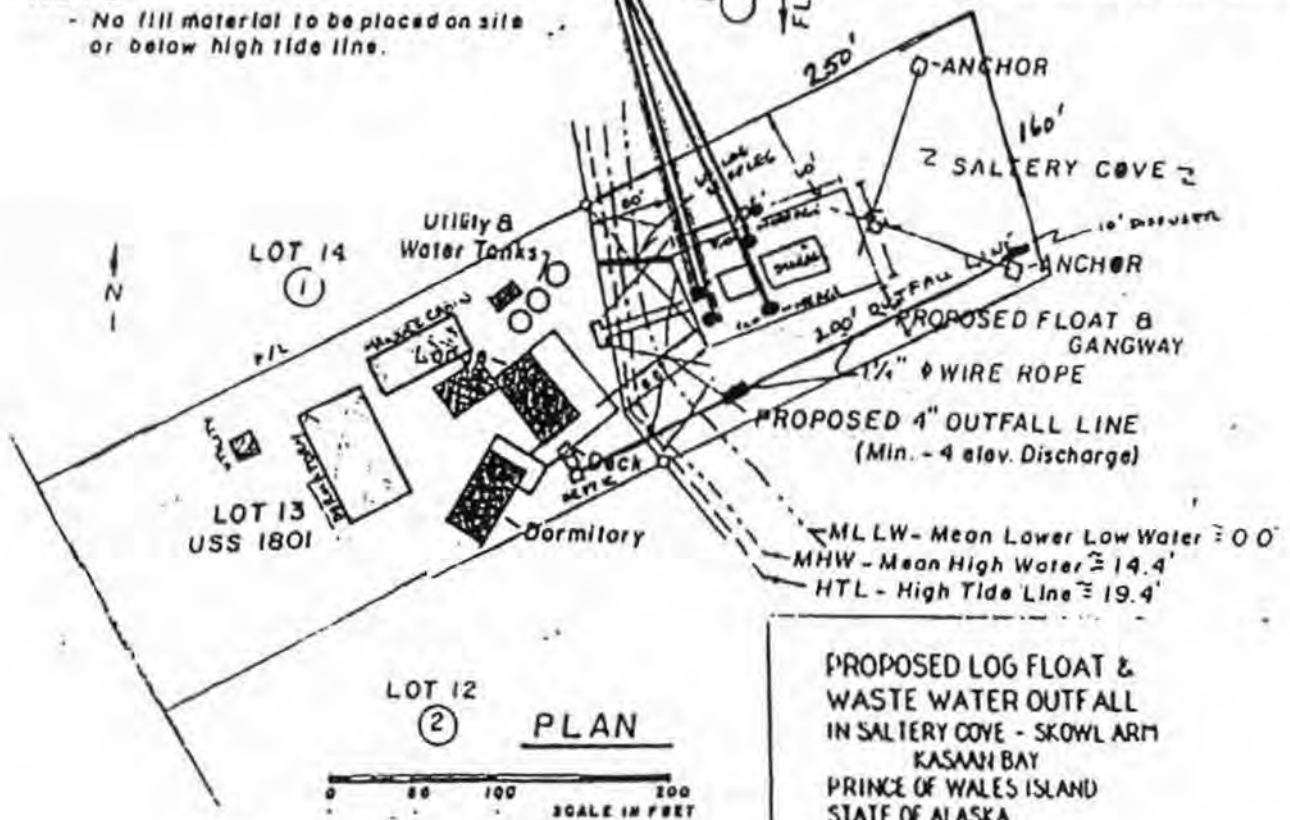 - No fill material to be placed on site
or below high tide line.
FL
250'
ANCHOR
160'
SALTERY COVE
Utility &
Water Tanks
LOT 14
1
N
P/L
60'
10' DIFFUSER
ANCHOR
200' OUTFALL LINE
PROPOSED FLOAT &
GANGWAY
1¼" Φ WIRE ROPE
PROPOSED 4" OUTFALL LINE
(Min. - 4 elev. Discharge)
Deck
SEPTIC
LOT 13
USS 1801
Dormitory
MLLW - Mean Lower Low Water ≅ 0.0'
MHW - Mean High Water ≅ 14.4'
HTL - High Tide Line ≅ 19.4'
LOT 12
2
PLAN
0 50 100 200
SCALE IN FEET
PROPOSED LOG FLOAT &
WASTE WATER OUTFALL
IN SALTERY COVE - SKOWL ARM
KASAAN BAY
PRINCE OF WALES ISLAND
STATE OF ALASKA